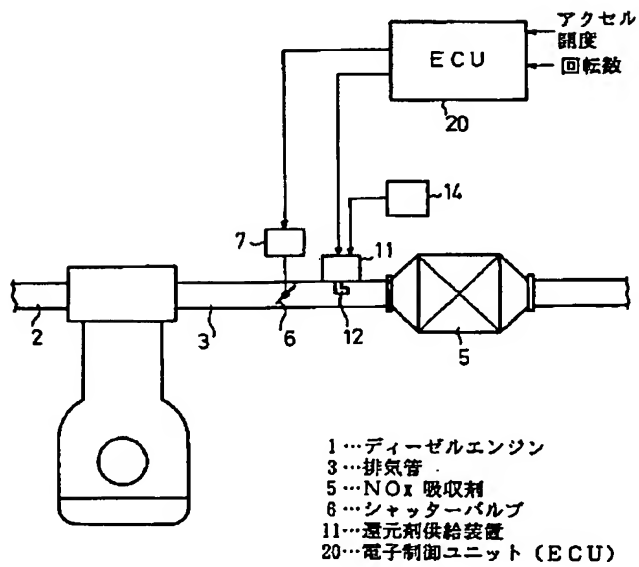 アクセル
開度
ECU
回転数
20
14
7
11
2
3
6
12
5
1…ディーゼルエンジン
3…排気管
5…NOx 吸収剤
6…シャッターバルブ
11…還元剤供給装置
20…電子制御ユニット(ECU)